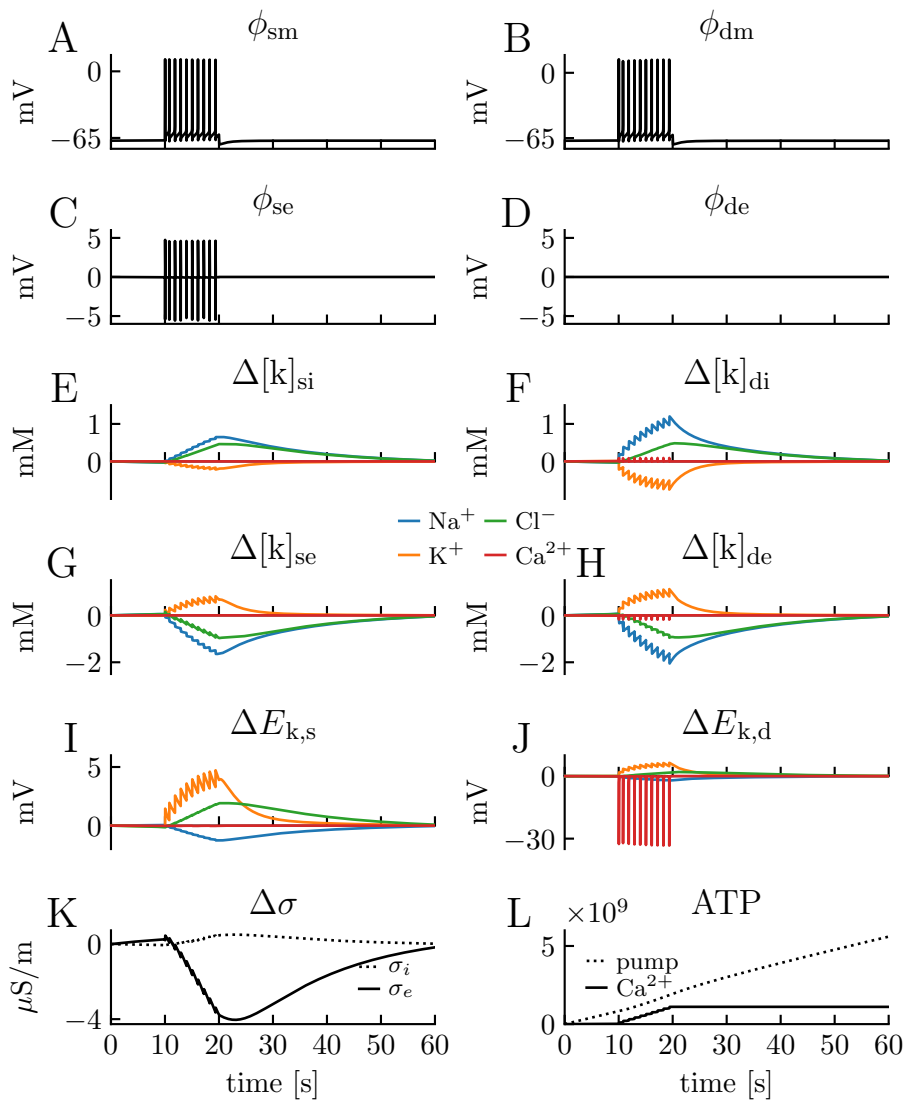 A ϕsm
B ϕdm
mV 0 −65
mV 0 −65
C ϕse
D ϕde
mV 5 0 −5
mV 5 0 −5
E Δ[k]si
F Δ[k]di
mM 1 0
mM 1 0
Na⁺ Cl⁻
K⁺ Ca²⁺
G Δ[k]se
H Δ[k]de
mM 0 −2
mM 0 −2
I ΔEk,s
J ΔEk,d
mV 5 0
mV 0 −30
K Δσ
L ATP
×10⁹
μS/m 0 −4
σi
σe
5 0
pump
Ca²⁺
0 10 20 30 40 50 60
0 10 20 30 40 50 60
time [s]
time [s]